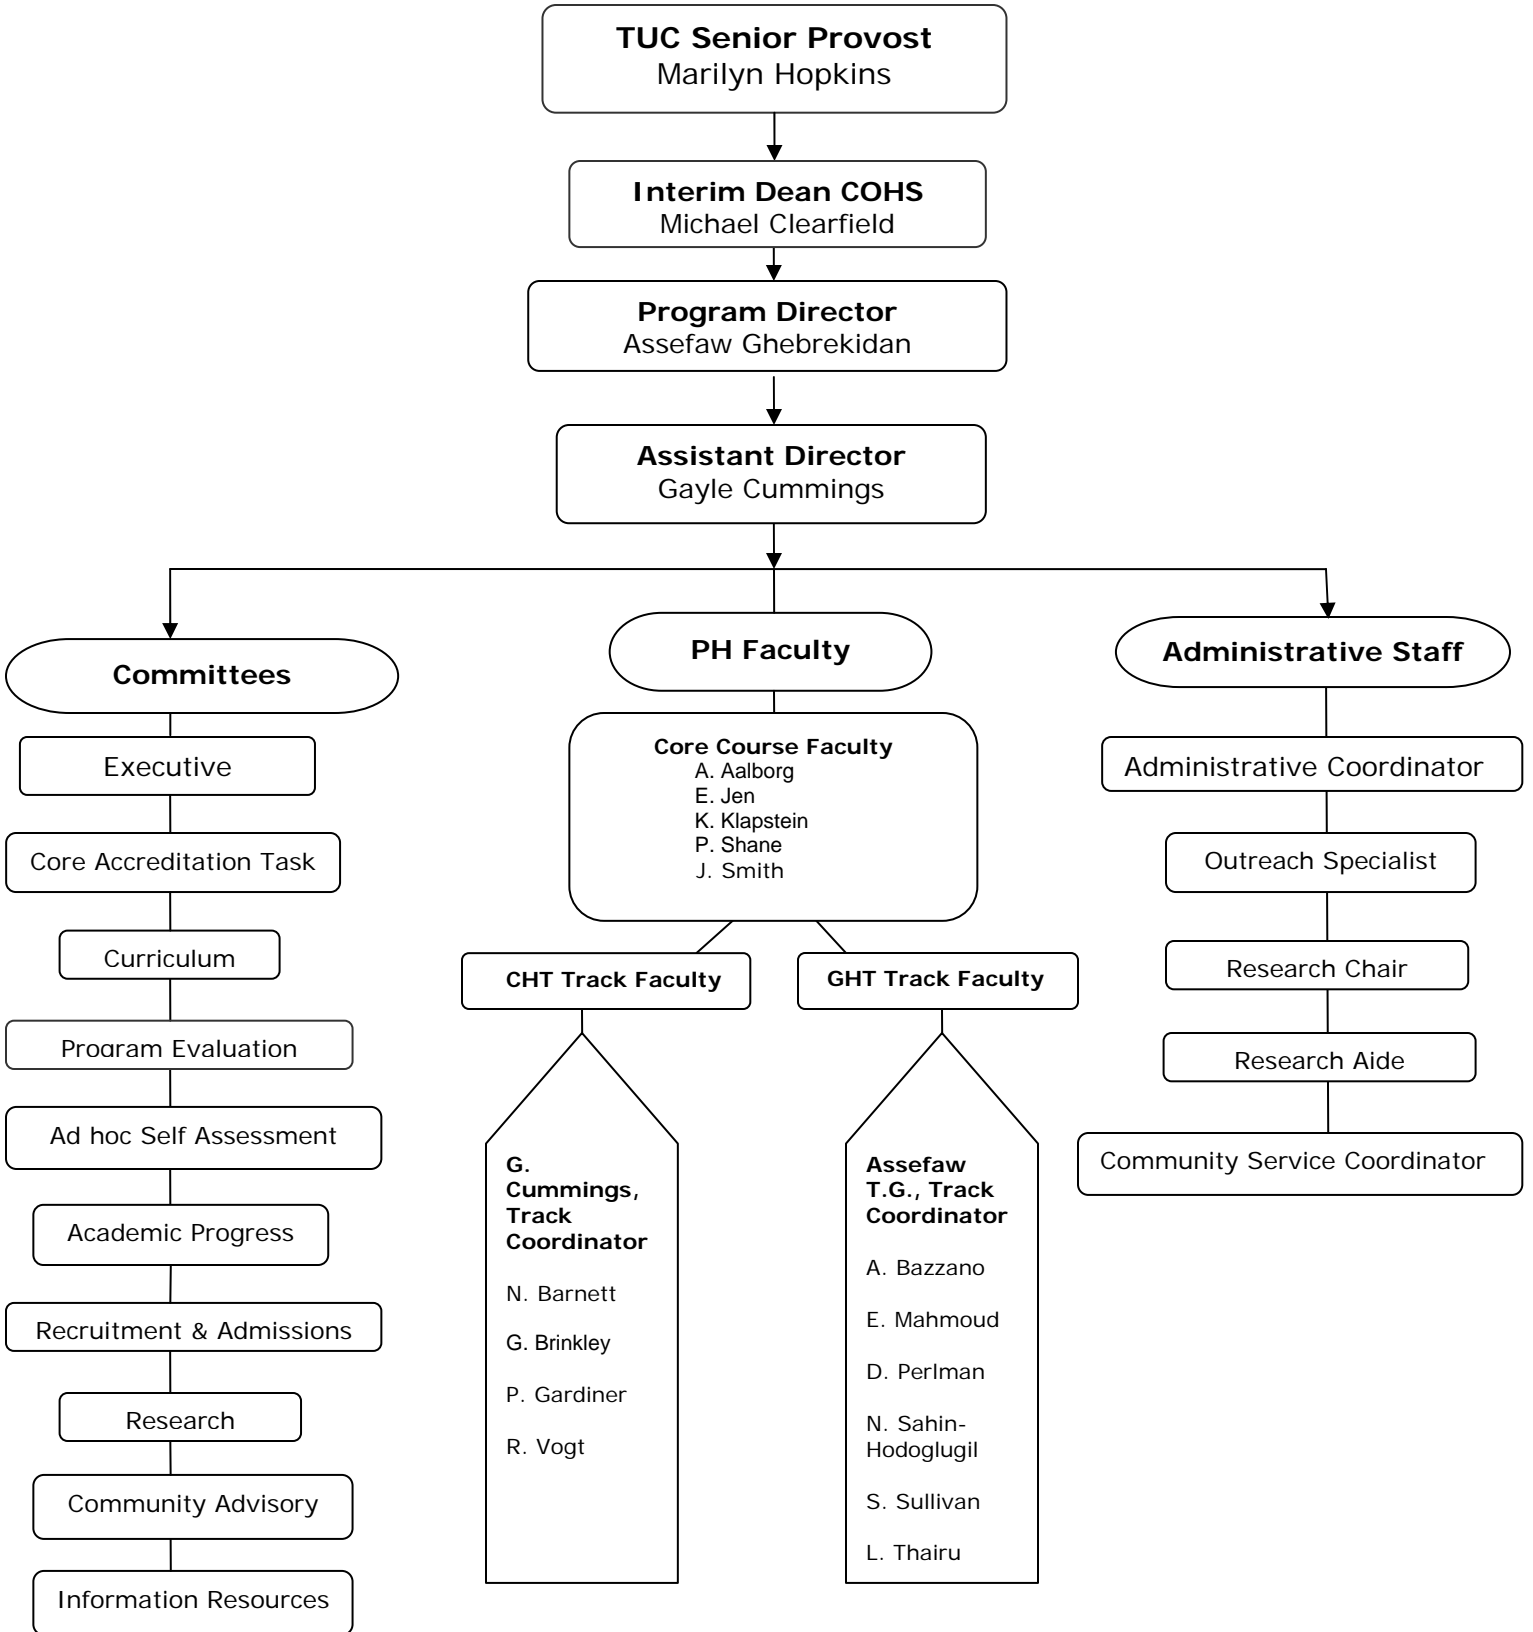 TUC Senior Provost
Marilyn Hopkins
Interim Dean COHS
Michael Clearfield
Program Director
Assefaw Ghebrekidan
Assistant Director
Gayle Cummings
Committees
Executive
Core Accreditation Task
Curriculum
Program Evaluation
Ad hoc Self Assessment
Academic Progress
Recruitment & Admissions
Research
Community Advisory
Information Resources
PH Faculty
Core Course Faculty
A. Aalborg
E. Jen
K. Klapstein
P. Shane
J. Smith
CHT Track Faculty
G.
Cummings,
Track
Coordinator
N. Barnett
G. Brinkley
P. Gardiner
R. Vogt
GHT Track Faculty
Assefaw
T.G., Track
Coordinator
A. Bazzano
E. Mahmoud
D. Perlman
N. Sahin-
Hodoglugil
S. Sullivan
L. Thairu
Administrative Staff
Administrative Coordinator
Outreach Specialist
Research Chair
Research Aide
Community Service Coordinator